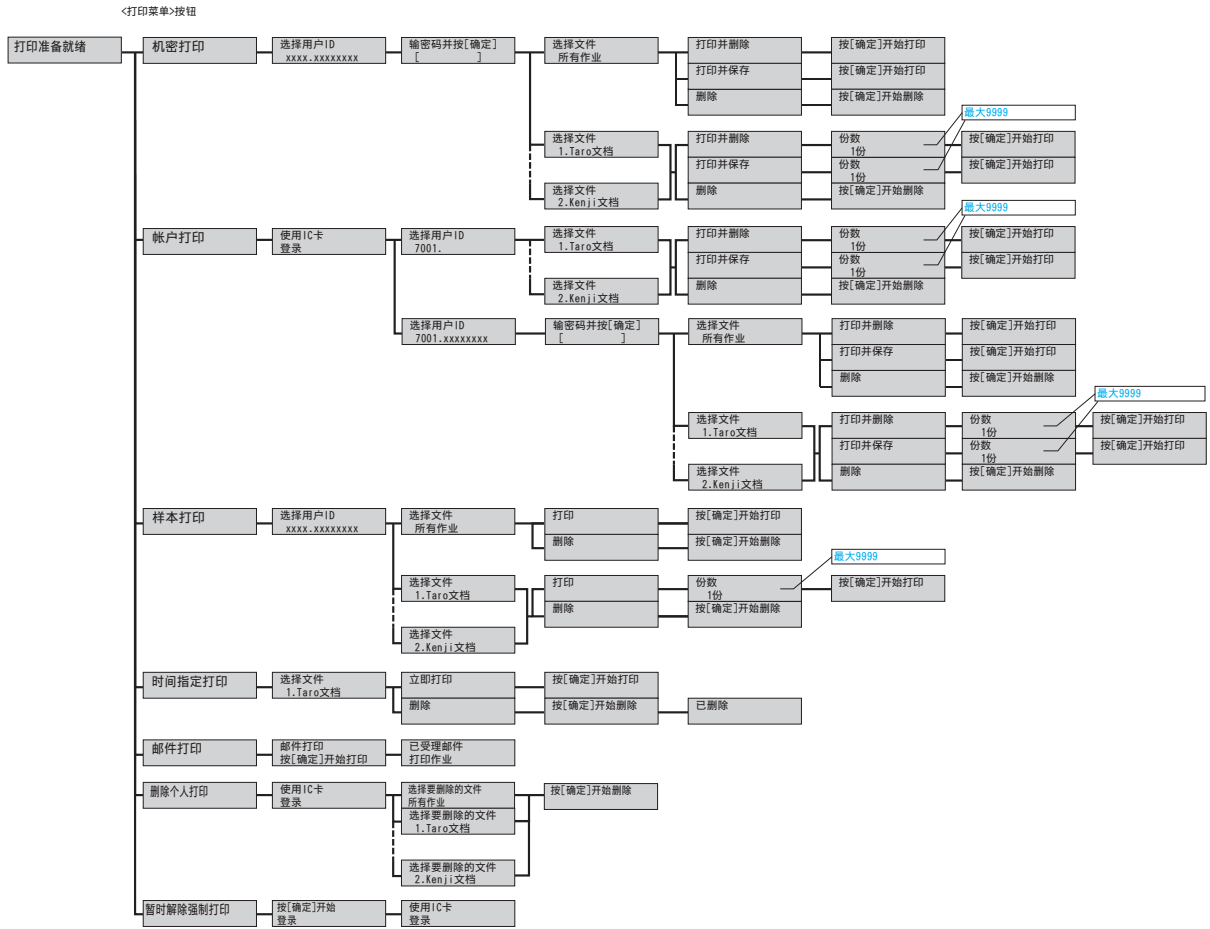 <打印菜单>按钮
打印准备就绪
机密打印
选择用户ID
xxxx.xxxxxxxx
输密码并按[确定]
[ ]
选择文件
所有作业
打印并删除
按[确定]开始打印
打印并保存
按[确定]开始打印
删除
按[确定]开始删除
最大9999
选择文件
1.Taro文档
打印并删除
份数
1份
按[确定]开始打印
打印并保存
份数
1份
按[确定]开始打印
选择文件
2.Kenji文档
删除
按[确定]开始删除
最大9999
帐户打印
使用IC卡
登录
选择用户ID
7001.
选择文件
1.Taro文档
打印并删除
份数
1份
按[确定]开始打印
打印并保存
份数
1份
按[确定]开始打印
选择文件
2.Kenji文档
删除
按[确定]开始删除
选择用户ID
7001.xxxxxxxx
输密码并按[确定]
[ ]
选择文件
所有作业
打印并删除
按[确定]开始打印
打印并保存
按[确定]开始打印
删除
按[确定]开始删除
最大9999
选择文件
1.Taro文档
打印并删除
份数
1份
按[确定]开始打印
打印并保存
份数
1份
按[确定]开始打印
选择文件
2.Kenji文档
删除
按[确定]开始删除
样本打印
选择用户ID
xxxx.xxxxxxxx
选择文件
所有作业
打印
按[确定]开始打印
删除
按[确定]开始删除
最大9999
选择文件
1.Taro文档
打印
份数
1份
按[确定]开始打印
删除
按[确定]开始删除
选择文件
2.Kenji文档
时间指定打印
选择文件
1.Taro文档
立即打印
按[确定]开始打印
删除
按[确定]开始删除
已删除
邮件打印
邮件打印
按[确定]开始打印
已受理邮件
打印作业
删除个人打印
使用IC卡
登录
选择要删除的文件
所有作业
按[确定]开始删除
选择要删除的文件
1.Taro文档
选择要删除的文件
2.Kenji文档
暂时解除强制打印
按[确定]开始
登录
使用IC卡
登录